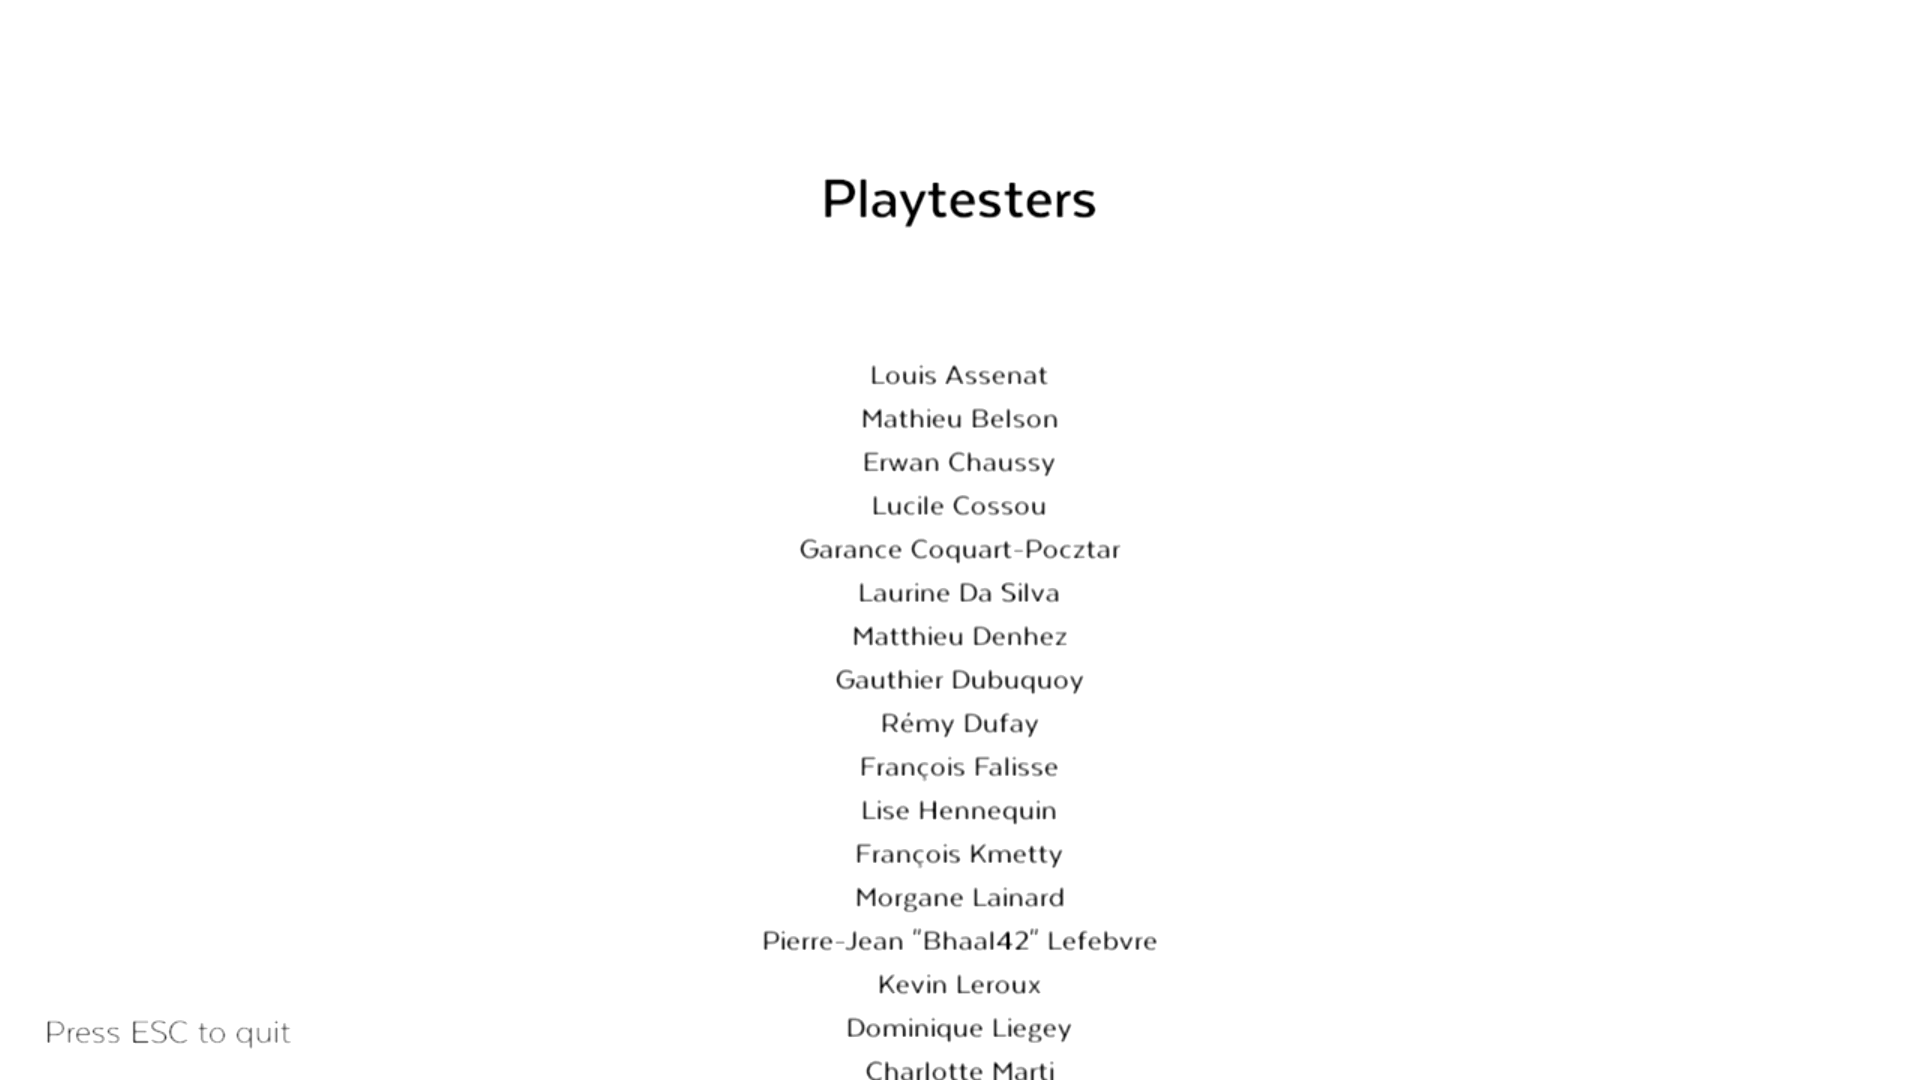 Playtesters
Louis Assenat
Mathieu Belson
Erwan Chaussy
Lucile Cossou
Garance Coquart-Pocztar
Laurine Da Silva
Matthieu Denhez
Gauthier Dubuquoy
Rémy Dufay
François Falisse
Lise Hennequin
François Kmetty
Morgane Lainard
Pierre-Jean "Bhaal42" Lefebvre
Kevin Leroux
Dominique Liegey
Charlotte Marti
Press ESC to quit